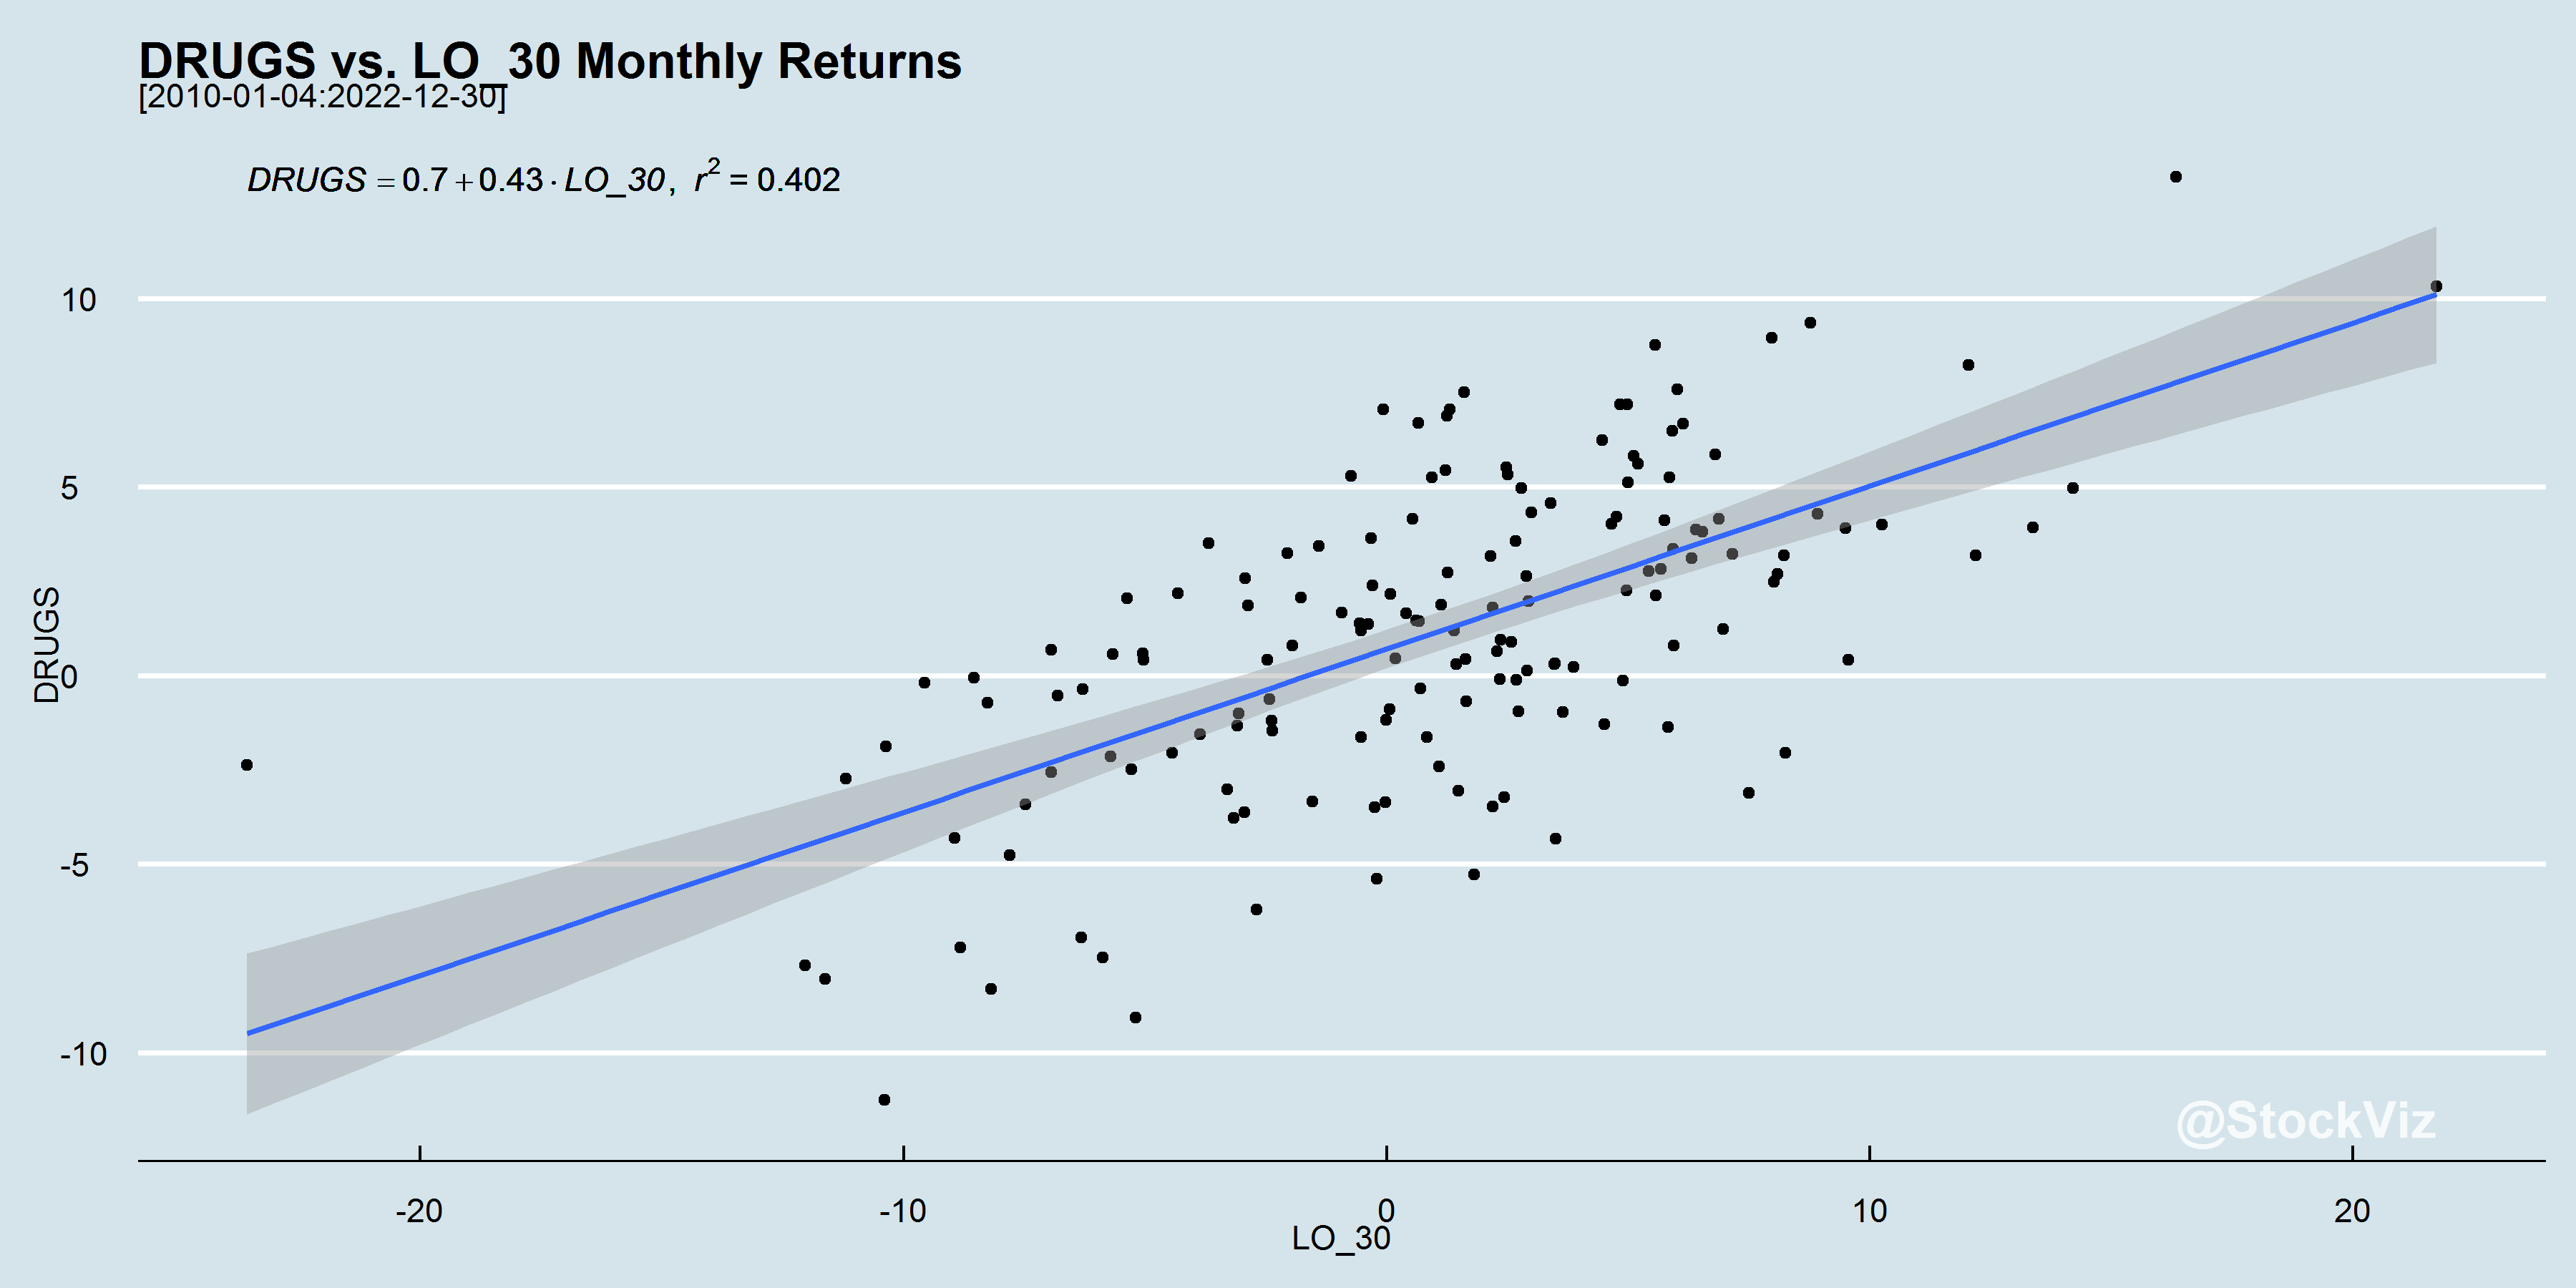 DRUGS vs. LO_30 Monthly Returns
[2010-01-04:2022-12-30]
DRUGS = 0.7 + 0.43 · LO_30, r² = 0.402
10
5
0
-5
-10
DRUGS
@StockViz
-20 -10 0 10 20
LO_30